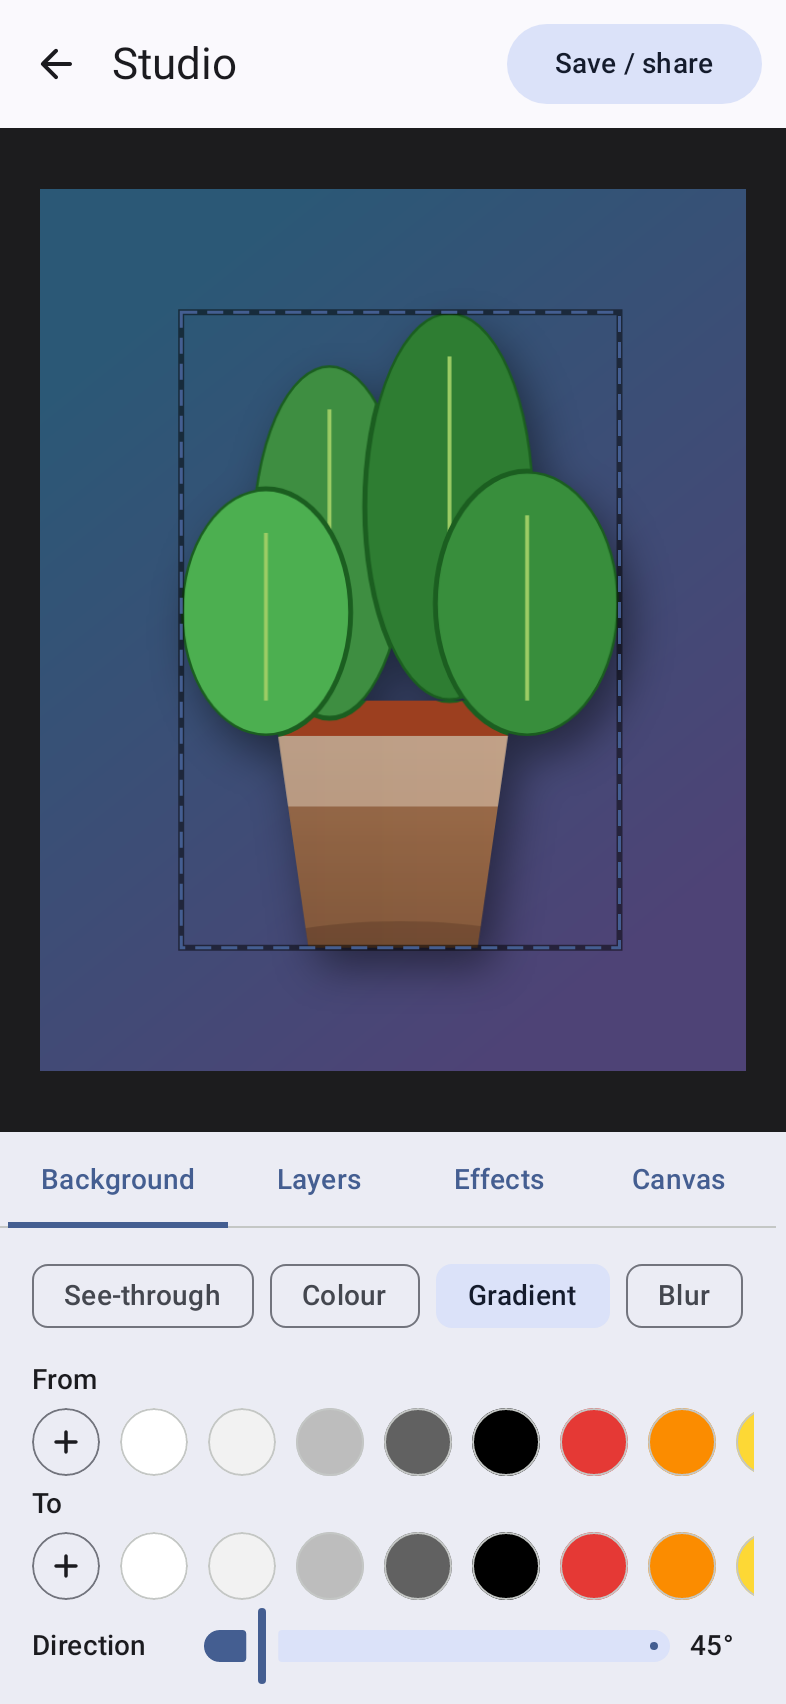 Studio
Save / share
Background
Layers
Effects
Canvas
See-through
Colour
Gradient
Blur
From
To
Direction
45°